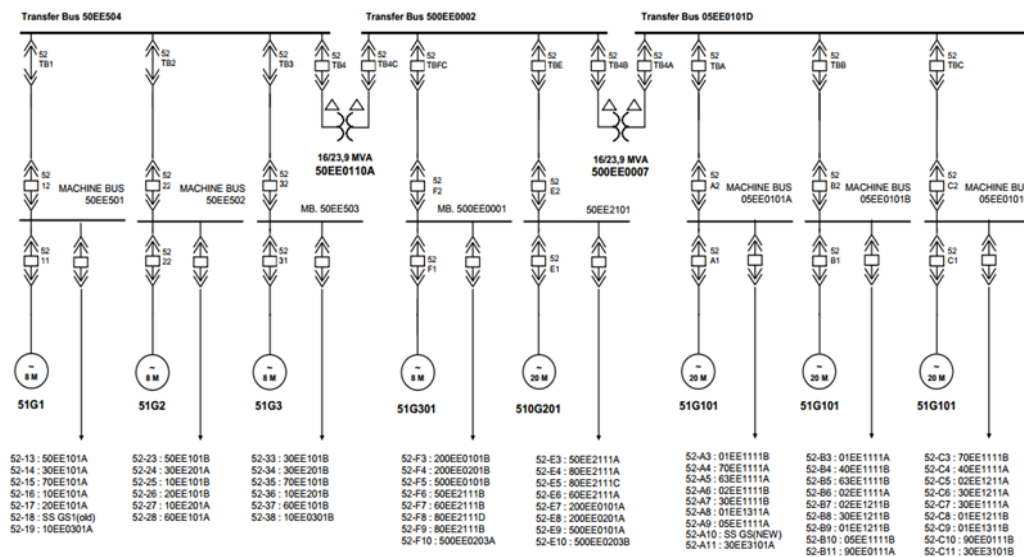 Transfer Bus 50EE504
Transfer Bus 500EE0002
Transfer Bus 05EE0101D
52
TB1
52
TB2
52
TB3
52
TB4
52
TB4C
52
TBFC
52
TBE
52
TB4B
52
TB4A
52
TBA
52
TBB
52
TBC
16/23,9 MVA
50EE0110A
16/23,9 MVA
500EE0007
52
12
MACHINE BUS
50EE501
52
22
MACHINE BUS
50EE502
52
32
MB. 50EE503
52
F2
MB. 500EE0001
52
E2
50EE2101
52
A2
MACHINE BUS
05EE0101A
52
B2
MACHINE BUS
05EE0101B
52
C2
MACHINE BUS
05EE0101
52
11
52
22
52
31
52
F1
52
E1
52
A1
52
B1
52
C1
~
8 M
51G1
~
8 M
51G2
~
8 M
51G3
~
8 M
51G301
~
20 M
510G201
~
20 M
51G101
~
20 M
51G101
~
20 M
51G101
52-13 : 50EE101A
52-14 : 30EE101A
52-15 : 70EE101A
52-16 : 10EE101A
52-17 : 20EE101A
52-18 : SS GS1(old)
52-19 : 10EE0301A
52-23 : 50EE101B
52-24 : 30EE201A
52-25 : 10EE101B
52-26 : 20EE101B
52-27 : 10EE201A
52-28 : 60EE101A
52-33 : 30EE101B
52-34 : 30EE201B
52-35 : 70EE101B
52-36 : 10EE201B
52-37 : 60EE101B
52-38 : 10EE0301B
52-F3 : 200EE0101B
52-F4 : 200EE0201B
52-F5 : 500EE0101B
52-F6 : 50EE2111B
52-F7 : 60EE2111B
52-F8 : 80EE2111D
52-F9 : 80EE2111B
52-F10 : 500EE0203A
52-E3 : 50EE2111A
52-E4 : 80EE2111A
52-E5 : 80EE2111C
52-E6 : 60EE2111A
52-E7 : 200EE0101A
52-E8 : 200EE0201A
52-E9 : 500EE0101A
52-E10 : 500EE0203B
52-A3 : 01EE1111B
52-A4 : 70EE1111A
52-A5 : 63EE1111A
52-A6 : 02EE1111B
52-A7 : 30EE1111B
52-A8 : 01EE1311A
52-A9 : 05EE1111A
52-A10 : SS GS(NEW)
52-A11 : 30EE3101A
52-B3 : 01EE1111A
52-B4 : 40EE1111B
52-B5 : 63EE1111B
52-B6 : 02EE1111A
52-B7 : 02EE1211B
52-B8 : 30EE1211B
52-B9 : 01EE1211A
52-B10 : 05EE1111B
52-B11 : 90EE0011A
52-C3 : 70EE1111B
52-C4 : 40EE1111A
52-C5 : 02EE1211A
52-C6 : 30EE1211A
52-C7 : 30EE1111A
52-C8 : 01EE1211B
52-C9 : 01EE1311B
52-C10 : 90EE0111B
52-C11 : 30EE3101B